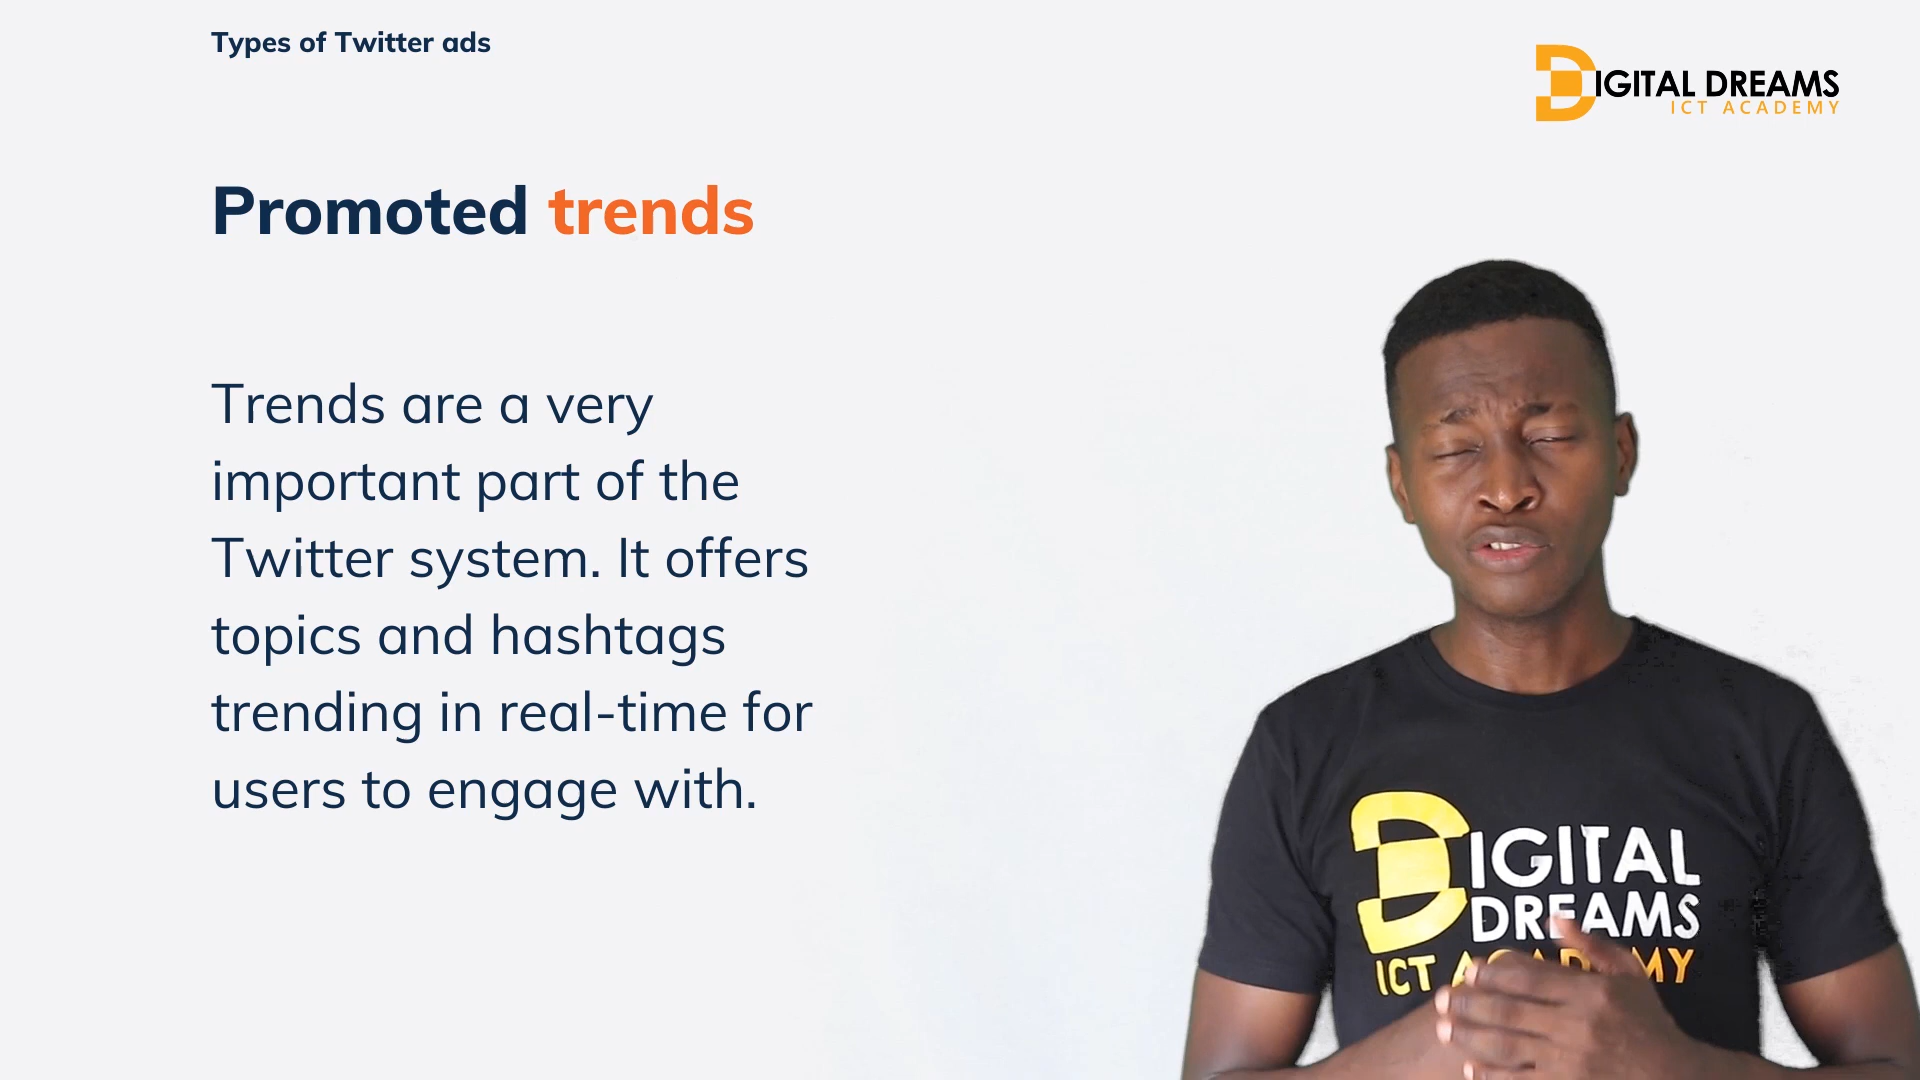 Types of Twitter ads
DIGITAL DREAMS
ICT ACADEMY
Promoted trends
Trends are a very
important part of the
Twitter system. It offers
topics and hashtags
trending in real-time for
users to engage with.
DIGITAL
DREAMS
ICT ACADEMY